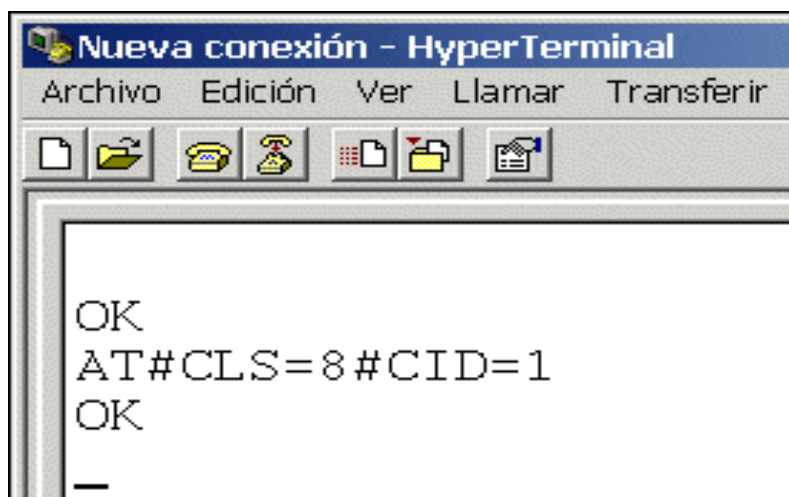 Nueva conexión - HyperTerminal
Archivo Edición Ver Llamar Transferir
OK
AT#CLS=8#CID=1
OK